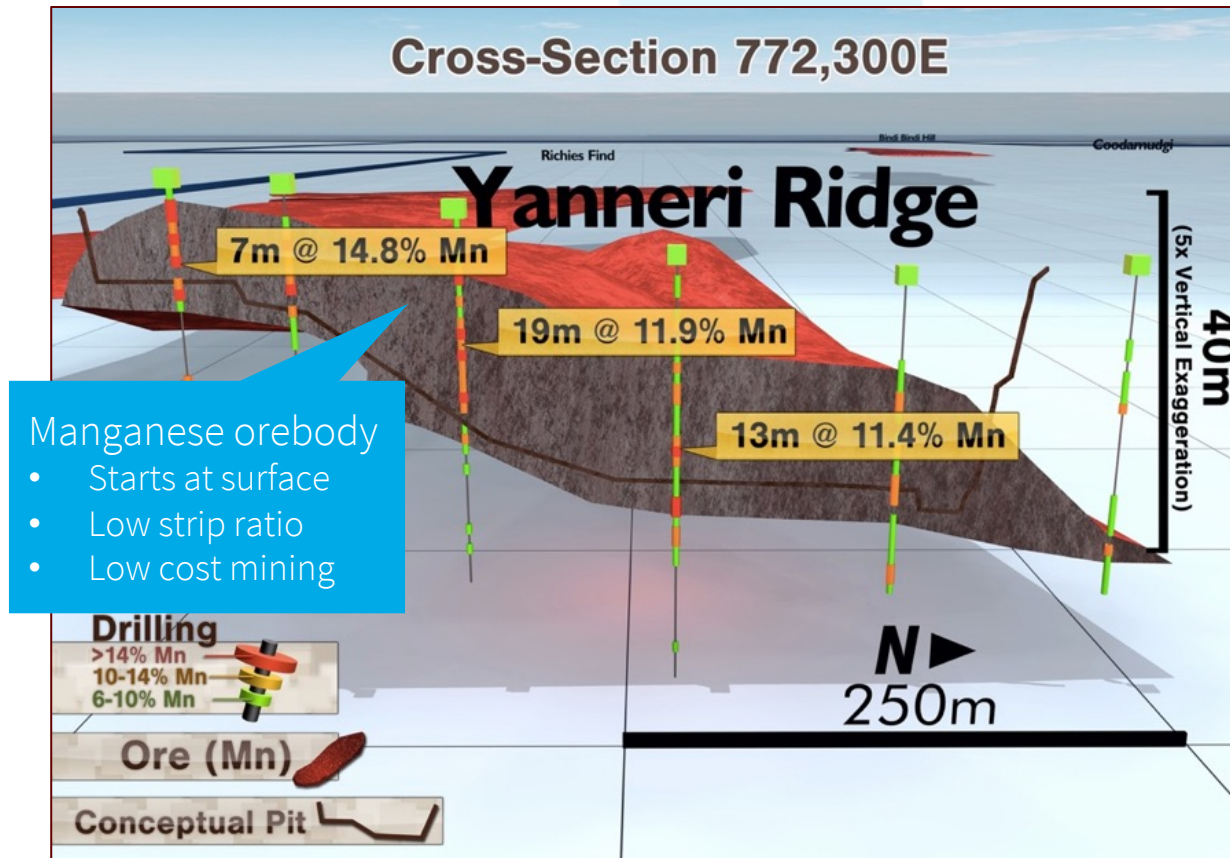 Cross-Section 772,300E
Bindi Bindi Hill
Coodamudgi
Richies Find
Yanneri Ridge
7m @ 14.8% Mn
19m @ 11.9% Mn
13m @ 11.4% Mn
40m
(5x Vertical Exaggeration)
Manganese orebody
• Starts at surface
• Low strip ratio
• Low cost mining
Drilling
>14% Mn
10-14% Mn
6-10% Mn
Ore (Mn)
Conceptual Pit
N
250m